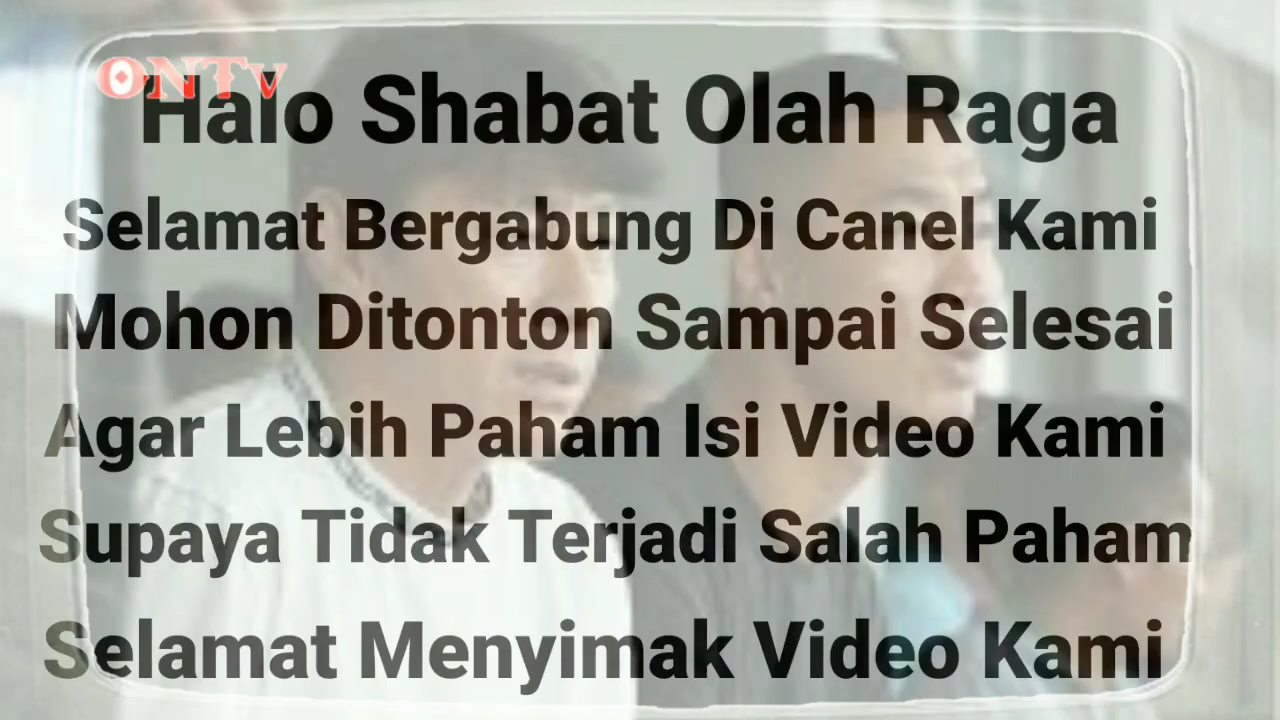 ONTv
Halo Shabat Olah Raga
Selamat Bergabung Di Canel Kami
Mohon Ditonton Sampai Selesai
Agar Lebih Paham Isi Video Kami
Supaya Tidak Terjadi Salah Paham
Selamat Menyimak Video Kami